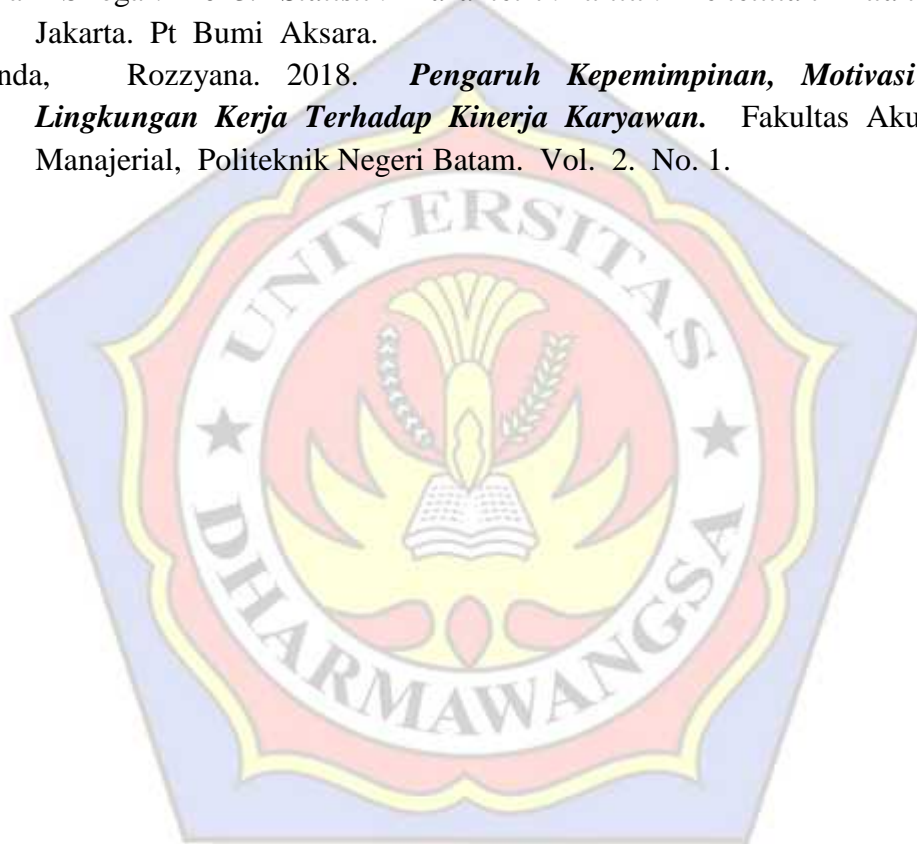 Jakarta. Pt Bumi Aksara.
nda, Rozzyana. 2018. Pengaruh Kepemimpinan, Motivasi
Lingkungan Kerja Terhadap Kinerja Karyawan. Fakultas Aku
Manajerial, Politeknik Negeri Batam. Vol. 2. No. 1.
UNIVERSITAS
DHARMAWANGSA